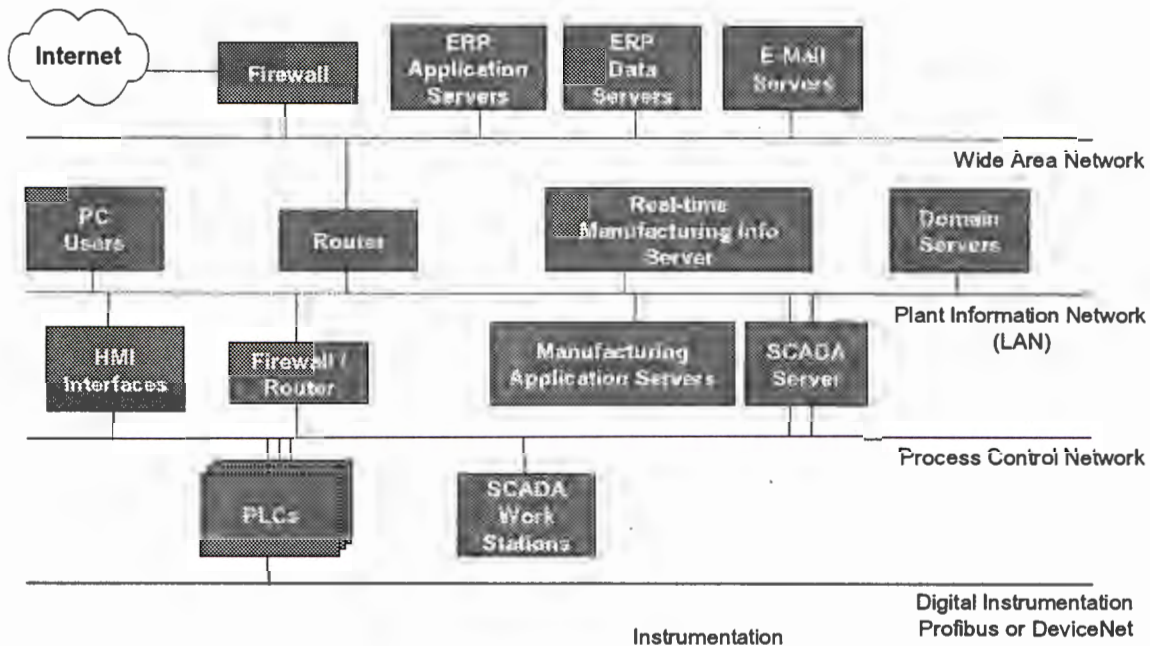 Internet
Firewall
ERP
Application
Servers
ERP
Data
Servers
E-Mail
Servers
Wide Area Network
PC
Users
Router
Real-time
Manufacturing Info
Server
Domain
Servers
Plant Information Network
(LAN)
HMI
Interfaces
Firewall /
Router
Manufacturing
Application Servers
SCADA
Server
Process Control Network
PLCs
SCADA
Work
Stations
Digital Instrumentation
Profibus or DeviceNet
Instrumentation